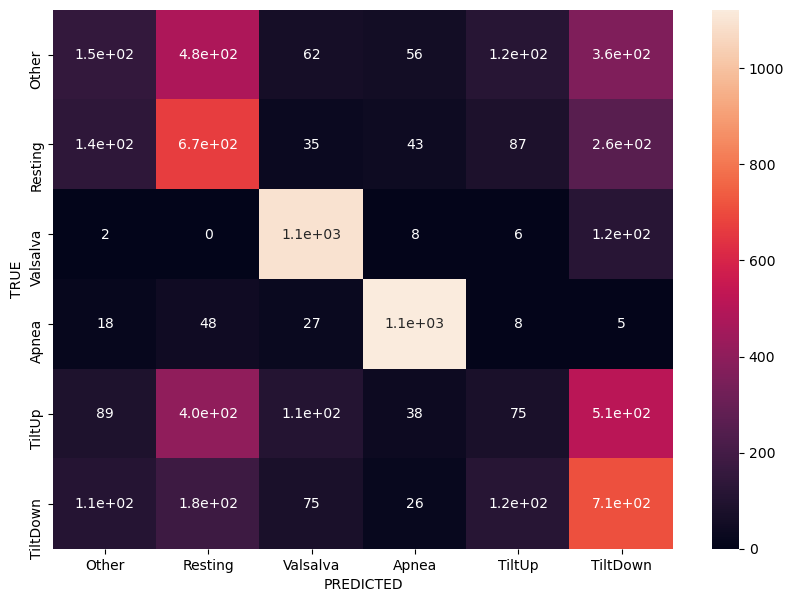 Other 1.5e+02 4.8e+02 62 56 1.2e+02 3.6e+02
Resting 1.4e+02 6.7e+02 35 43 87 2.6e+02
Valsalva 2 0 1.1e+03 8 6 1.2e+02
Apnea 18 48 27 1.1e+03 8 5
TiltUp 89 4.0e+02 1.1e+02 38 75 5.1e+02
TiltDown 1.1e+02 1.8e+02 75 26 1.2e+02 7.1e+02
TRUE
Other Resting Valsalva Apnea TiltUp TiltDown
PREDICTED
1000
800
600
400
200
0